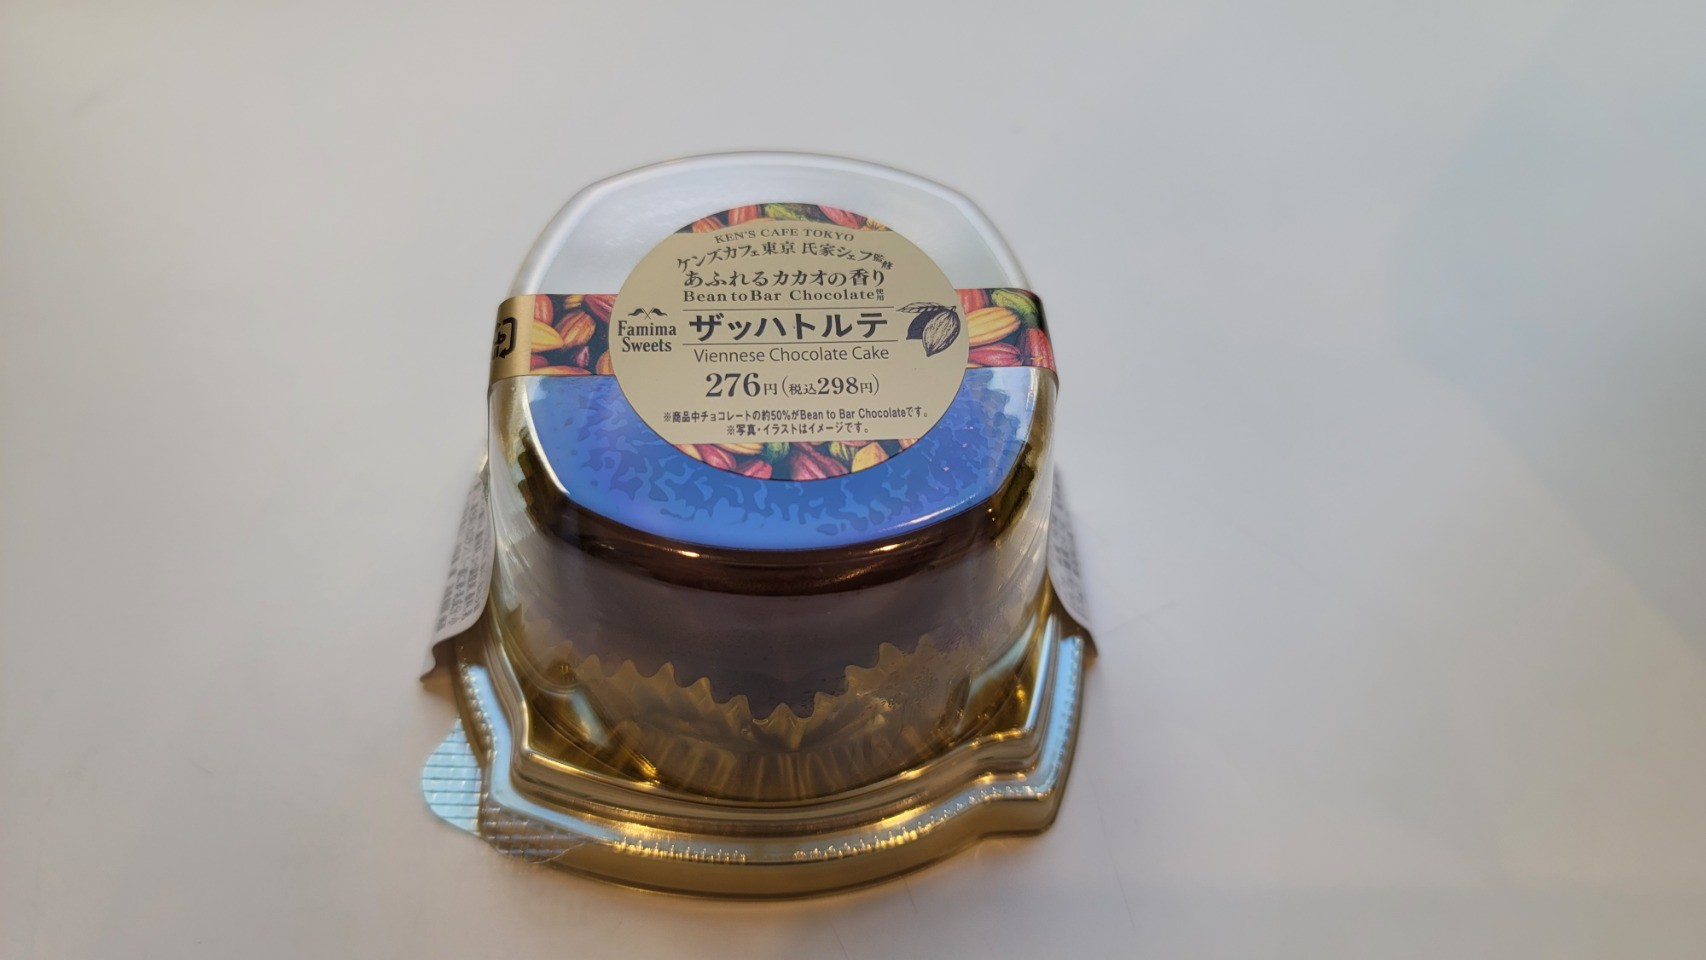 KEN'S CAFE TOKYO
ケンズカフェ東京 氏家シェフ監修
あふれるカカオの香り
Bean to Bar Chocolate使用
Famima
Sweets
ザッハトルテ
Viennese Chocolate Cake
276円(税込298円)
※商品中チョコレートの約50%がBean to Bar Chocolateです。
※写真・イラストはイメージです。